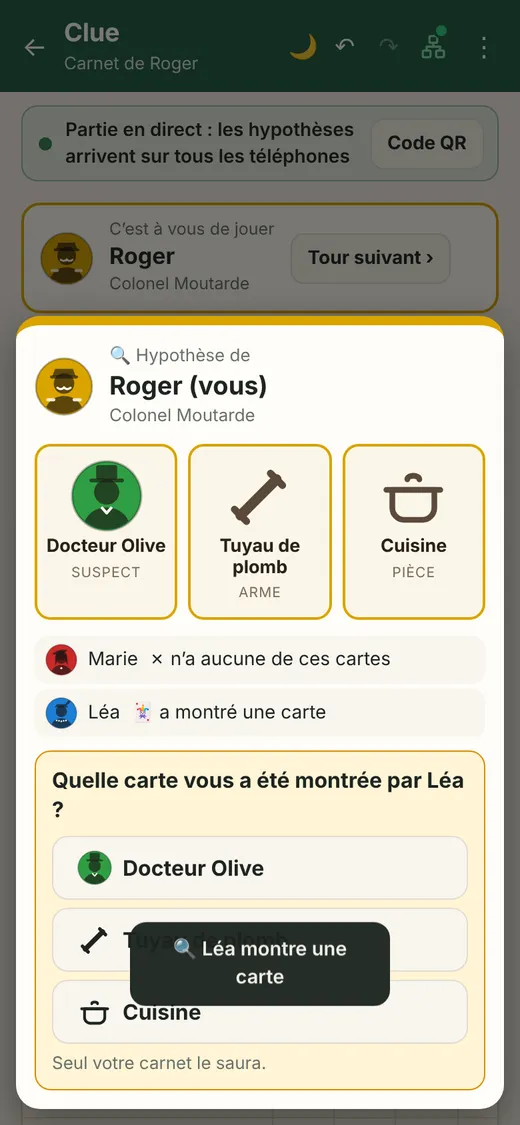 Clue
Carnet de Roger
Partie en direct : les hypothèses
arrivent sur tous les téléphones
Code QR
C’est à vous de jouer
Roger
Colonel Moutarde
Tour suivant ›
🔍 Hypothèse de
Roger (vous)
Colonel Moutarde
Docteur Olive
SUSPECT
Tuyau de
plomb
ARME
Cuisine
PIÈCE
Marie × n’a aucune de ces cartes
Léa 🃏 a montré une carte
Quelle carte vous a été montrée par Léa
?
Docteur Olive
Tuyau de plomb
🔍 Léa montre une
carte
Cuisine
Seul votre carnet le saura.